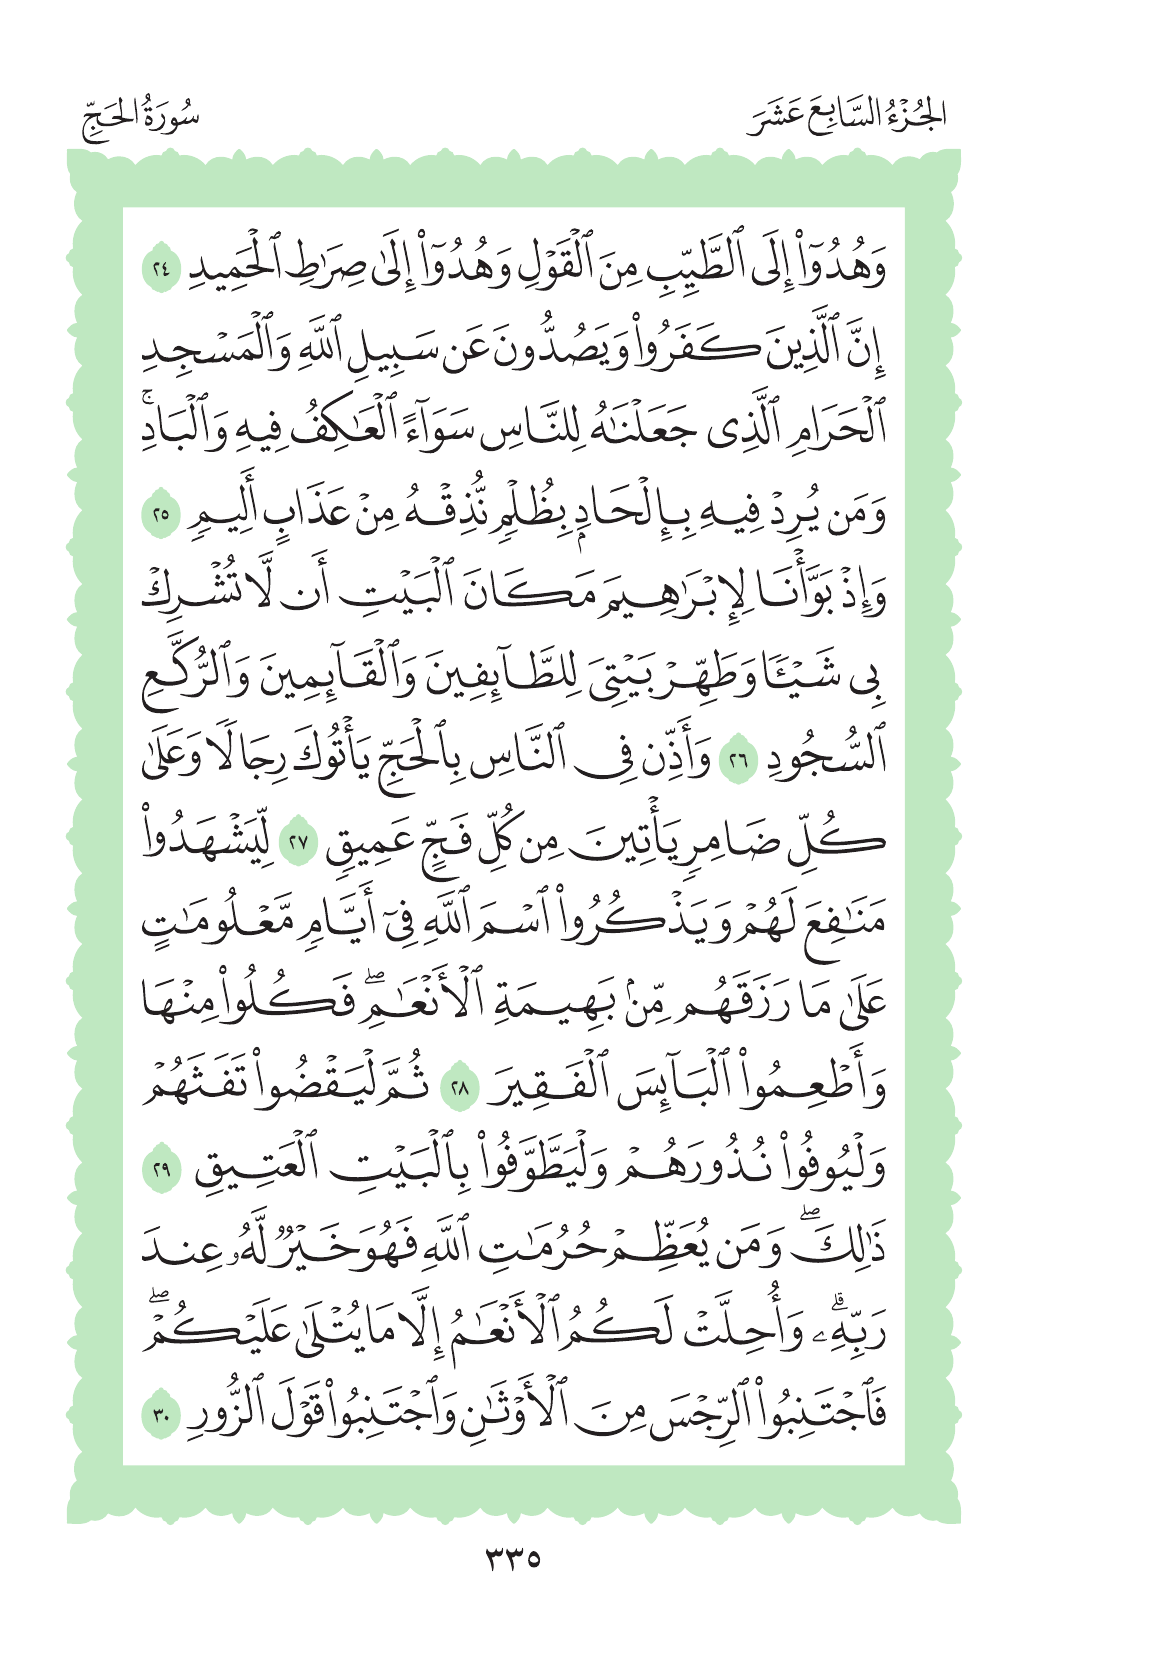 الجُزْءُ السَّابِعَ عَشَرَ
سُورَةُ الحَجِّ
وَهُدُوٓاْ إِلَى ٱلطَّيِّبِ مِنَ ٱلْقَوْلِ وَهُدُوٓاْ إِلَىٰ صِرَٰطِ ٱلْحَمِيدِ ٢٤
إِنَّ ٱلَّذِينَ كَفَرُواْ وَيَصُدُّونَ عَن سَبِيلِ ٱللَّهِ وَٱلْمَسْجِدِ
ٱلْحَرَامِ ٱلَّذِى جَعَلْنَٰهُ لِلنَّاسِ سَوَآءً ٱلْعَٰكِفُ فِيهِ وَٱلْبَادِۚ
وَمَن يُرِدْ فِيهِ بِإِلْحَادٍۭ بِظُلْمٍ نُّذِقْهُ مِنْ عَذَابٍ أَلِيمٍ ٢٥
وَإِذْ بَوَّأْنَا لِإِبْرَٰهِيمَ مَكَانَ ٱلْبَيْتِ أَن لَّا تُشْرِكْ
بِى شَيْـًٔا وَطَهِّرْ بَيْتِىَ لِلطَّآئِفِينَ وَٱلْقَآئِمِينَ وَٱلرُّكَّعِ
ٱلسُّجُودِ ٢٦ وَأَذِّن فِى ٱلنَّاسِ بِٱلْحَجِّ يَأْتُوكَ رِجَالًا وَعَلَىٰ
كُلِّ ضَامِرٍ يَأْتِينَ مِن كُلِّ فَجٍّ عَمِيقٍ ٢٧ لِّيَشْهَدُواْ
مَنَٰفِعَ لَهُمْ وَيَذْكُرُواْ ٱسْمَ ٱللَّهِ فِىٓ أَيَّامٍ مَّعْلُومَٰتٍ
عَلَىٰ مَا رَزَقَهُم مِّنۢ بَهِيمَةِ ٱلْأَنْعَٰمِۖ فَكُلُواْ مِنْهَا
وَأَطْعِمُواْ ٱلْبَآئِسَ ٱلْفَقِيرَ ٢٨ ثُمَّ لْيَقْضُواْ تَفَثَهُمْ
وَلْيُوفُواْ نُذُورَهُمْ وَلْيَطَّوَّفُواْ بِٱلْبَيْتِ ٱلْعَتِيقِ ٢٩
ذَٰلِكَۖ وَمَن يُعَظِّمْ حُرُمَٰتِ ٱللَّهِ فَهُوَ خَيْرٌ لَّهُۥ عِندَ
رَبِّهِۦۗ وَأُحِلَّتْ لَكُمُ ٱلْأَنْعَٰمُ إِلَّا مَا يُتْلَىٰ عَلَيْكُمْۖ
فَٱجْتَنِبُواْ ٱلرِّجْسَ مِنَ ٱلْأَوْثَٰنِ وَٱجْتَنِبُواْ قَوْلَ ٱلزُّورِ ٣٠
٣٣٥